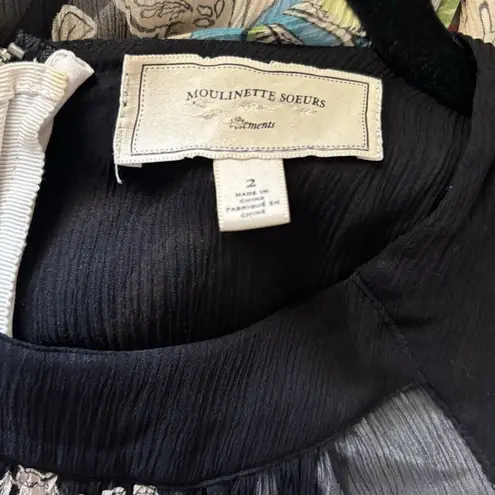 MOULINETTE SOEURS
2
MADE IN
CHINA
FABRIQUÉ EN
CHINE